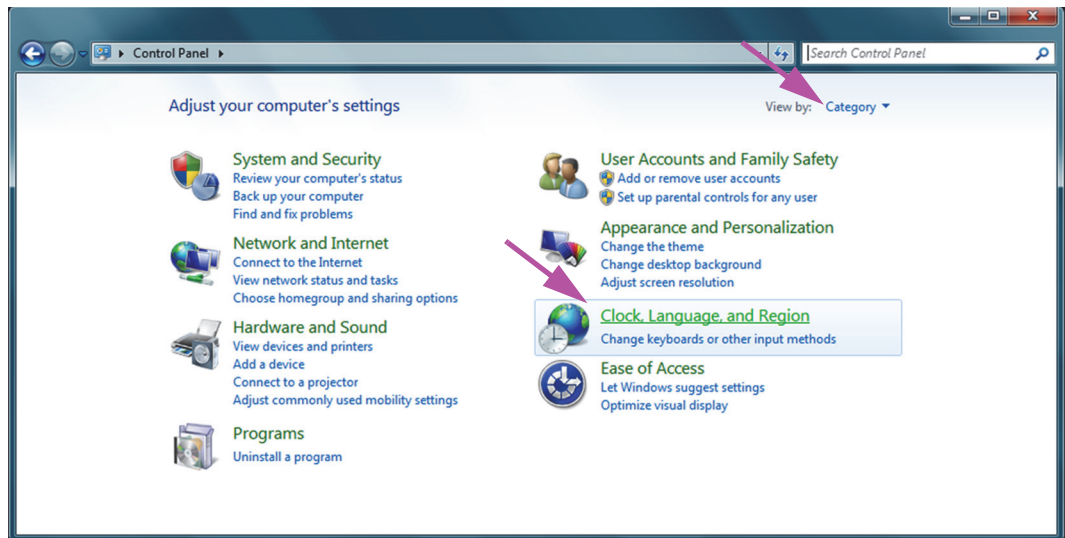 Control Panel
Search Control Panel
Adjust your computer's settings
View by: Category
System and Security
Review your computer's status
Back up your computer
Find and fix problems
Network and Internet
Connect to the Internet
View network status and tasks
Choose homegroup and sharing options
Hardware and Sound
View devices and printers
Add a device
Connect to a projector
Adjust commonly used mobility settings
Programs
Uninstall a program
User Accounts and Family Safety
Add or remove user accounts
Set up parental controls for any user
Appearance and Personalization
Change the theme
Change desktop background
Adjust screen resolution
Clock, Language, and Region
Change keyboards or other input methods
Ease of Access
Let Windows suggest settings
Optimize visual display